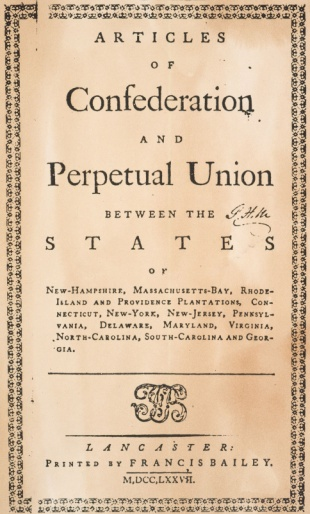 ARTICLES
OF
Confederation
AND
Perpetual Union
BETWEEN THE
STATES
OF
NEW-HAMPSHIRE, MASSACHUSETTS-BAY, RHODE-
ISLAND AND PROVIDENCE PLANTATIONS, CON-
NECTICUT, NEW-YORK, NEW-JERSEY, PENNSYL-
VANIA, DELAWARE, MARYLAND, VIRGINIA,
NORTH-CAROLINA, SOUTH-CAROLINA AND GEOR-
GIA.
LANCASTER:
PRINTED BY FRANCIS BAILEY.
M,DCC,LXXVII.